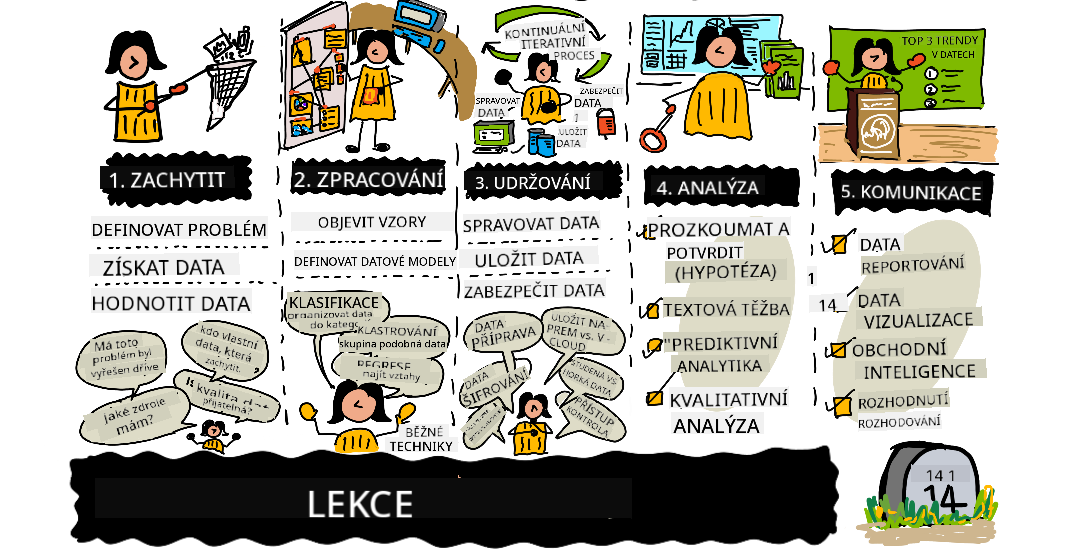 KONTINUÁLNÍ
ITERATIVNÍ
PROCES
SPRAVOVAT
DATA
ZABEZPEČIT
DATA
ULOŽIT
DATA
TOP 3 TRENDY
V DATECH
1
2
3
1. ZACHYTIT
DEFINOVAT PROBLÉM
ZÍSKAT DATA
HODNOTIT DATA
Má toto
problém byl
vyřešen dříve
kdo vlastní
data, která
zachytit.
kvalita
přijatelná?
jaké zdroje
mám?
2. ZPRACOVÁNÍ
OBJEVIT VZORY
DEFINOVAT DATOVÉ MODELY
KLASIFIKACE
organizovat data
do katego
KLASTROVÁNÍ
skupina podobná data
REGRESE
najít vztahy
BĚŽNÉ
TECHNIKY
3. UDRŽOVÁNÍ
SPRAVOVAT DATA
ULOŽIT DATA
ZABEZPEČIT DATA
DATA
PŘÍPRAVA
ULOŽIT NA-
PREM vs. V -
CLOUD
DATA
ŠIFROVÁNÍ
STUDENÁ VS
HORKÁ DATA
PŘÍSTUP
KONTROLA
4. ANALÝZA
PROZKOUMAT A
POTVRDIT
(HYPOTÉZA)
TEXTOVÁ TĚŽBA
"PREDIKTIVNÍ
ANALYTIKA
KVALITATIVNÍ
ANALÝZA
5. KOMUNIKACE
DATA
REPORTOVÁNÍ
1
14
DATA
VIZUALIZACE
OBCHODNÍ
INTELIGENCE
ROZHODNUTÍ
ROZHODOVÁNÍ
LEKCE
14 1
14